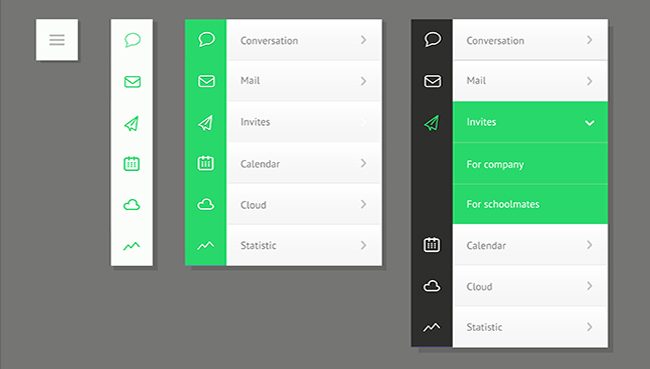 Conversation
Mail
Invites
Calendar
Cloud
Statistic
Conversation
Mail
Invites
For company
For schoolmates
Calendar
Cloud
Statistic